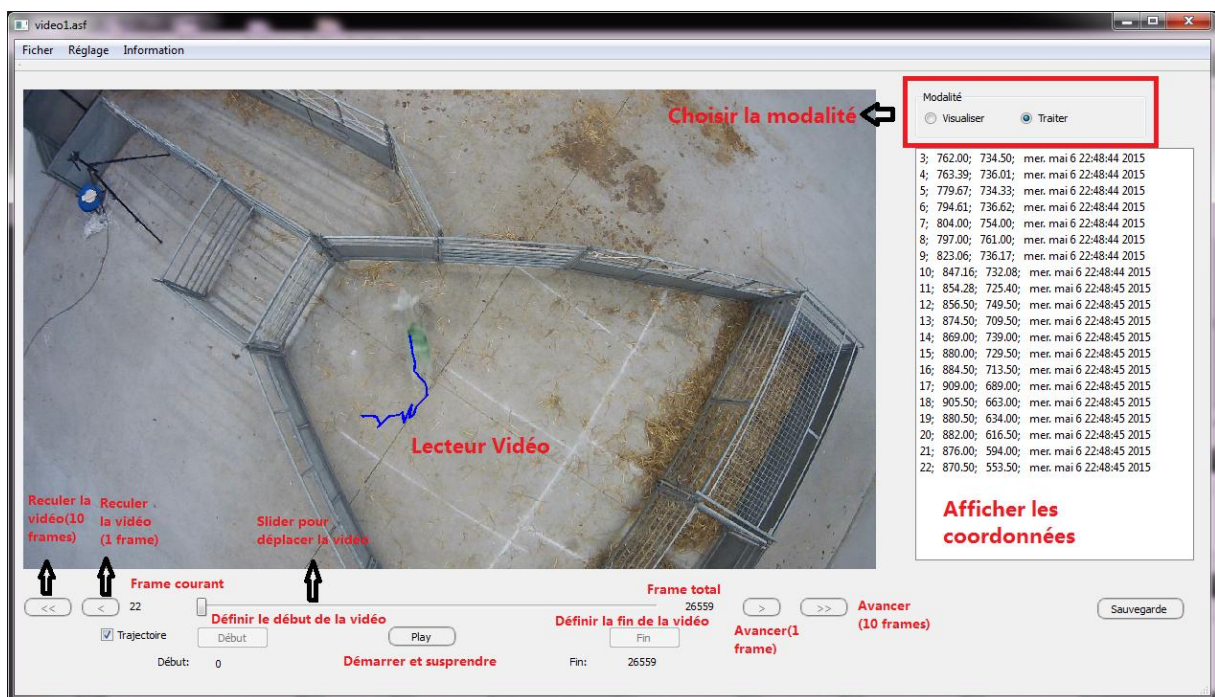 video1.asf
Ficher Réglage Information
Choisir la modalité
Modalité
Visualiser Traiter
3; 762.00; 734.50; mer. mai 6 22:48:44 2015
4; 763.39; 736.01; mer. mai 6 22:48:44 2015
5; 779.67; 734.33; mer. mai 6 22:48:44 2015
6; 794.61; 736.62; mer. mai 6 22:48:44 2015
7; 804.00; 754.00; mer. mai 6 22:48:44 2015
8; 797.00; 761.00; mer. mai 6 22:48:44 2015
9; 823.06; 736.17; mer. mai 6 22:48:44 2015
10; 847.16; 732.08; mer. mai 6 22:48:44 2015
11; 854.28; 725.40; mer. mai 6 22:48:45 2015
12; 856.50; 749.50; mer. mai 6 22:48:45 2015
13; 874.50; 709.50; mer. mai 6 22:48:45 2015
14; 869.00; 739.00; mer. mai 6 22:48:45 2015
15; 880.00; 729.50; mer. mai 6 22:48:45 2015
16; 884.50; 713.50; mer. mai 6 22:48:45 2015
17; 909.00; 689.00; mer. mai 6 22:48:45 2015
18; 905.50; 663.00; mer. mai 6 22:48:45 2015
19; 880.50; 634.00; mer. mai 6 22:48:45 2015
20; 882.00; 616.50; mer. mai 6 22:48:45 2015
21; 876.00; 594.00; mer. mai 6 22:48:45 2015
22; 870.50; 553.50; mer. mai 6 22:48:45 2015
Afficher les
coordonnées
Lecteur Vidéo
Reculer la
vidéo(10
frames)
Reculer
la vidéo
(1 frame)
Slider pour
déplacer la video
Frame courant
Frame total
<< < 22 26559 > >>
Avancer
(10 frames)
Sauvegarde
Définir le début de la vidéo
Définir la fin de la vidéo
Avancer(1
frame)
Trajectoire Début Play Fin
Début: 0
Démarrer et susprendre
Fin: 26559